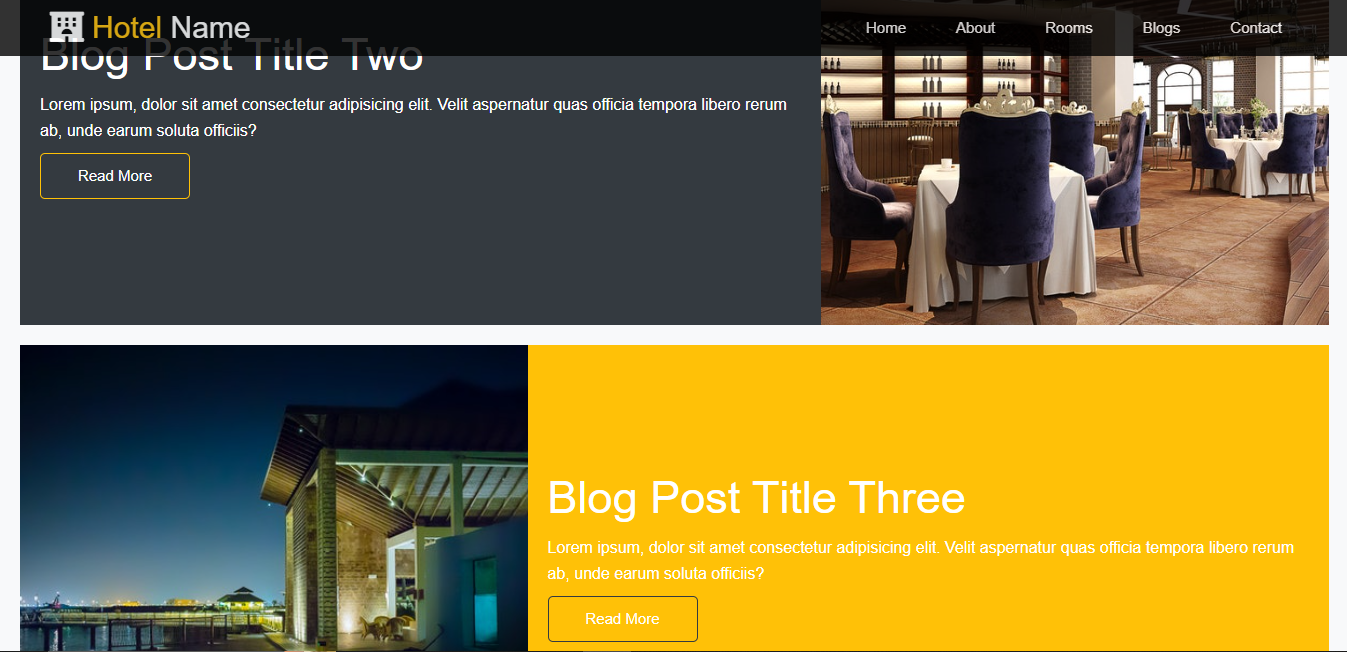 Hotel Name Home About Rooms Blogs Contact
Blog Post Title Two
Lorem ipsum, dolor sit amet consectetur adipisicing elit. Velit aspernatur quas officia tempora libero rerum
ab, unde earum soluta officiis?
Read More
Blog Post Title Three
Lorem ipsum, dolor sit amet consectetur adipisicing elit. Velit aspernatur quas officia tempora libero rerum
ab, unde earum soluta officiis?
Read More